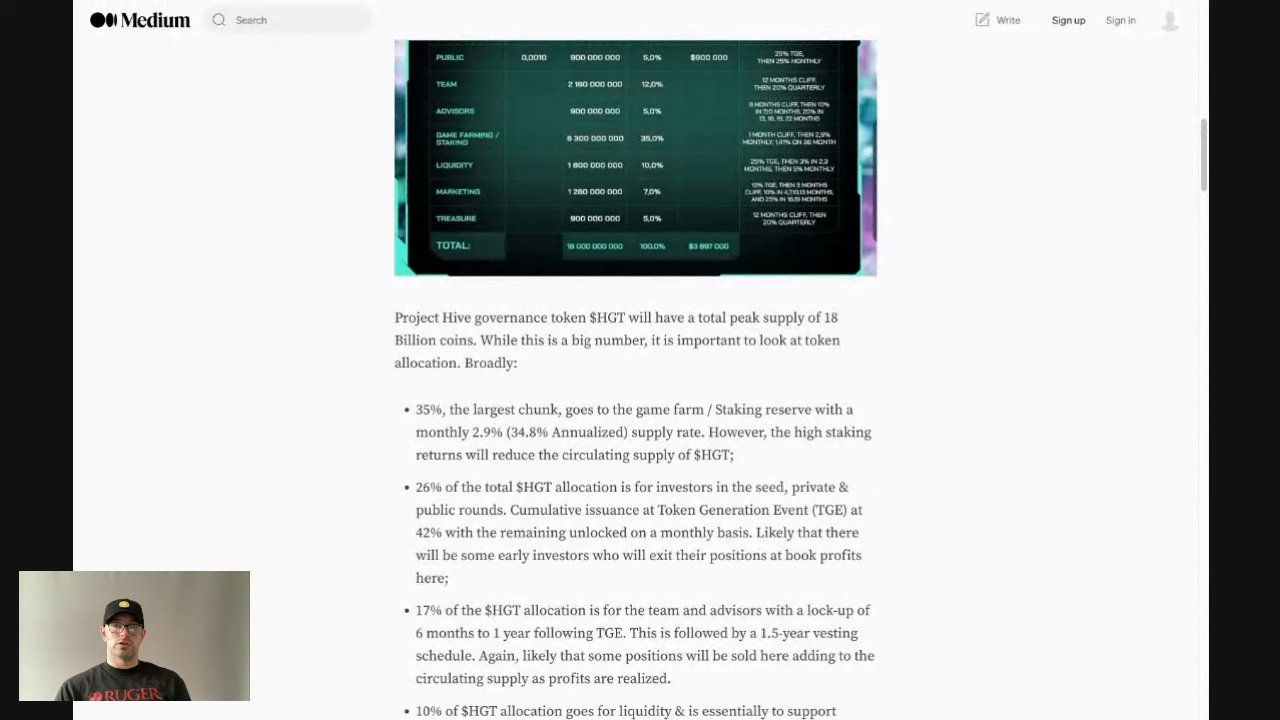 Medium
Search
Write
Sign up
Sign in
PUBLIC 0,0010 900 000 000 5,0% $900 000 25% TGE,
THEN 25% MONTHLY
TEAM 2 160 000 000 12,0% 12 MONTHS CLIFF,
THEN 20% QUARTERLY
ADVISORS 900 000 000 5,0% 6 MONTHS CLIFF, THEN 10%
IN 7,10 MONTHS, 20% IN
13, 16, 19, 22 MONTHS
GAME FARMING /
STAKING 6 300 000 000 35,0% 1 MONTH CLIFF, THEN 2,9%
MONTHLY, 1,41% ON 36 MONTH
LIQUIDITY 1 800 000 000 10,0% 25% TGE, THEN 3% IN 2,3
MONTHS, THEN 5% MONTHLY
MARKETING 1 260 000 000 7,0% 10% TGE, THEN 3 MONTHS
CLIFF, 10% IN 4,7,10,13 MONTHS,
AND 25% IN 16,19 MONTHS
TREASURE 900 000 000 5,0% 12 MONTHS CLIFF, THEN
20% QUARTERLY
TOTAL: 18 000 000 000 100,0% $3 897 000
Project Hive governance token $HGT will have a total peak supply of 18
Billion coins. While this is a big number, it is important to look at token
allocation. Broadly:
• 35%, the largest chunk, goes to the game farm / Staking reserve with a
monthly 2.9% (34.8% Annualized) supply rate. However, the high staking
returns will reduce the circulating supply of $HGT;
• 26% of the total $HGT allocation is for investors in the seed, private &
public rounds. Cumulative issuance at Token Generation Event (TGE) at
42% with the remaining unlocked on a monthly basis. Likely that there
will be some early investors who will exit their positions at book profits
here;
• 17% of the $HGT allocation is for the team and advisors with a lock-up of
6 months to 1 year following TGE. This is followed by a 1.5-year vesting
schedule. Again, likely that some positions will be sold here adding to the
circulating supply as profits are realized.
• 10% of $HGT allocation goes for liquidity & is essentially to support
RUGER